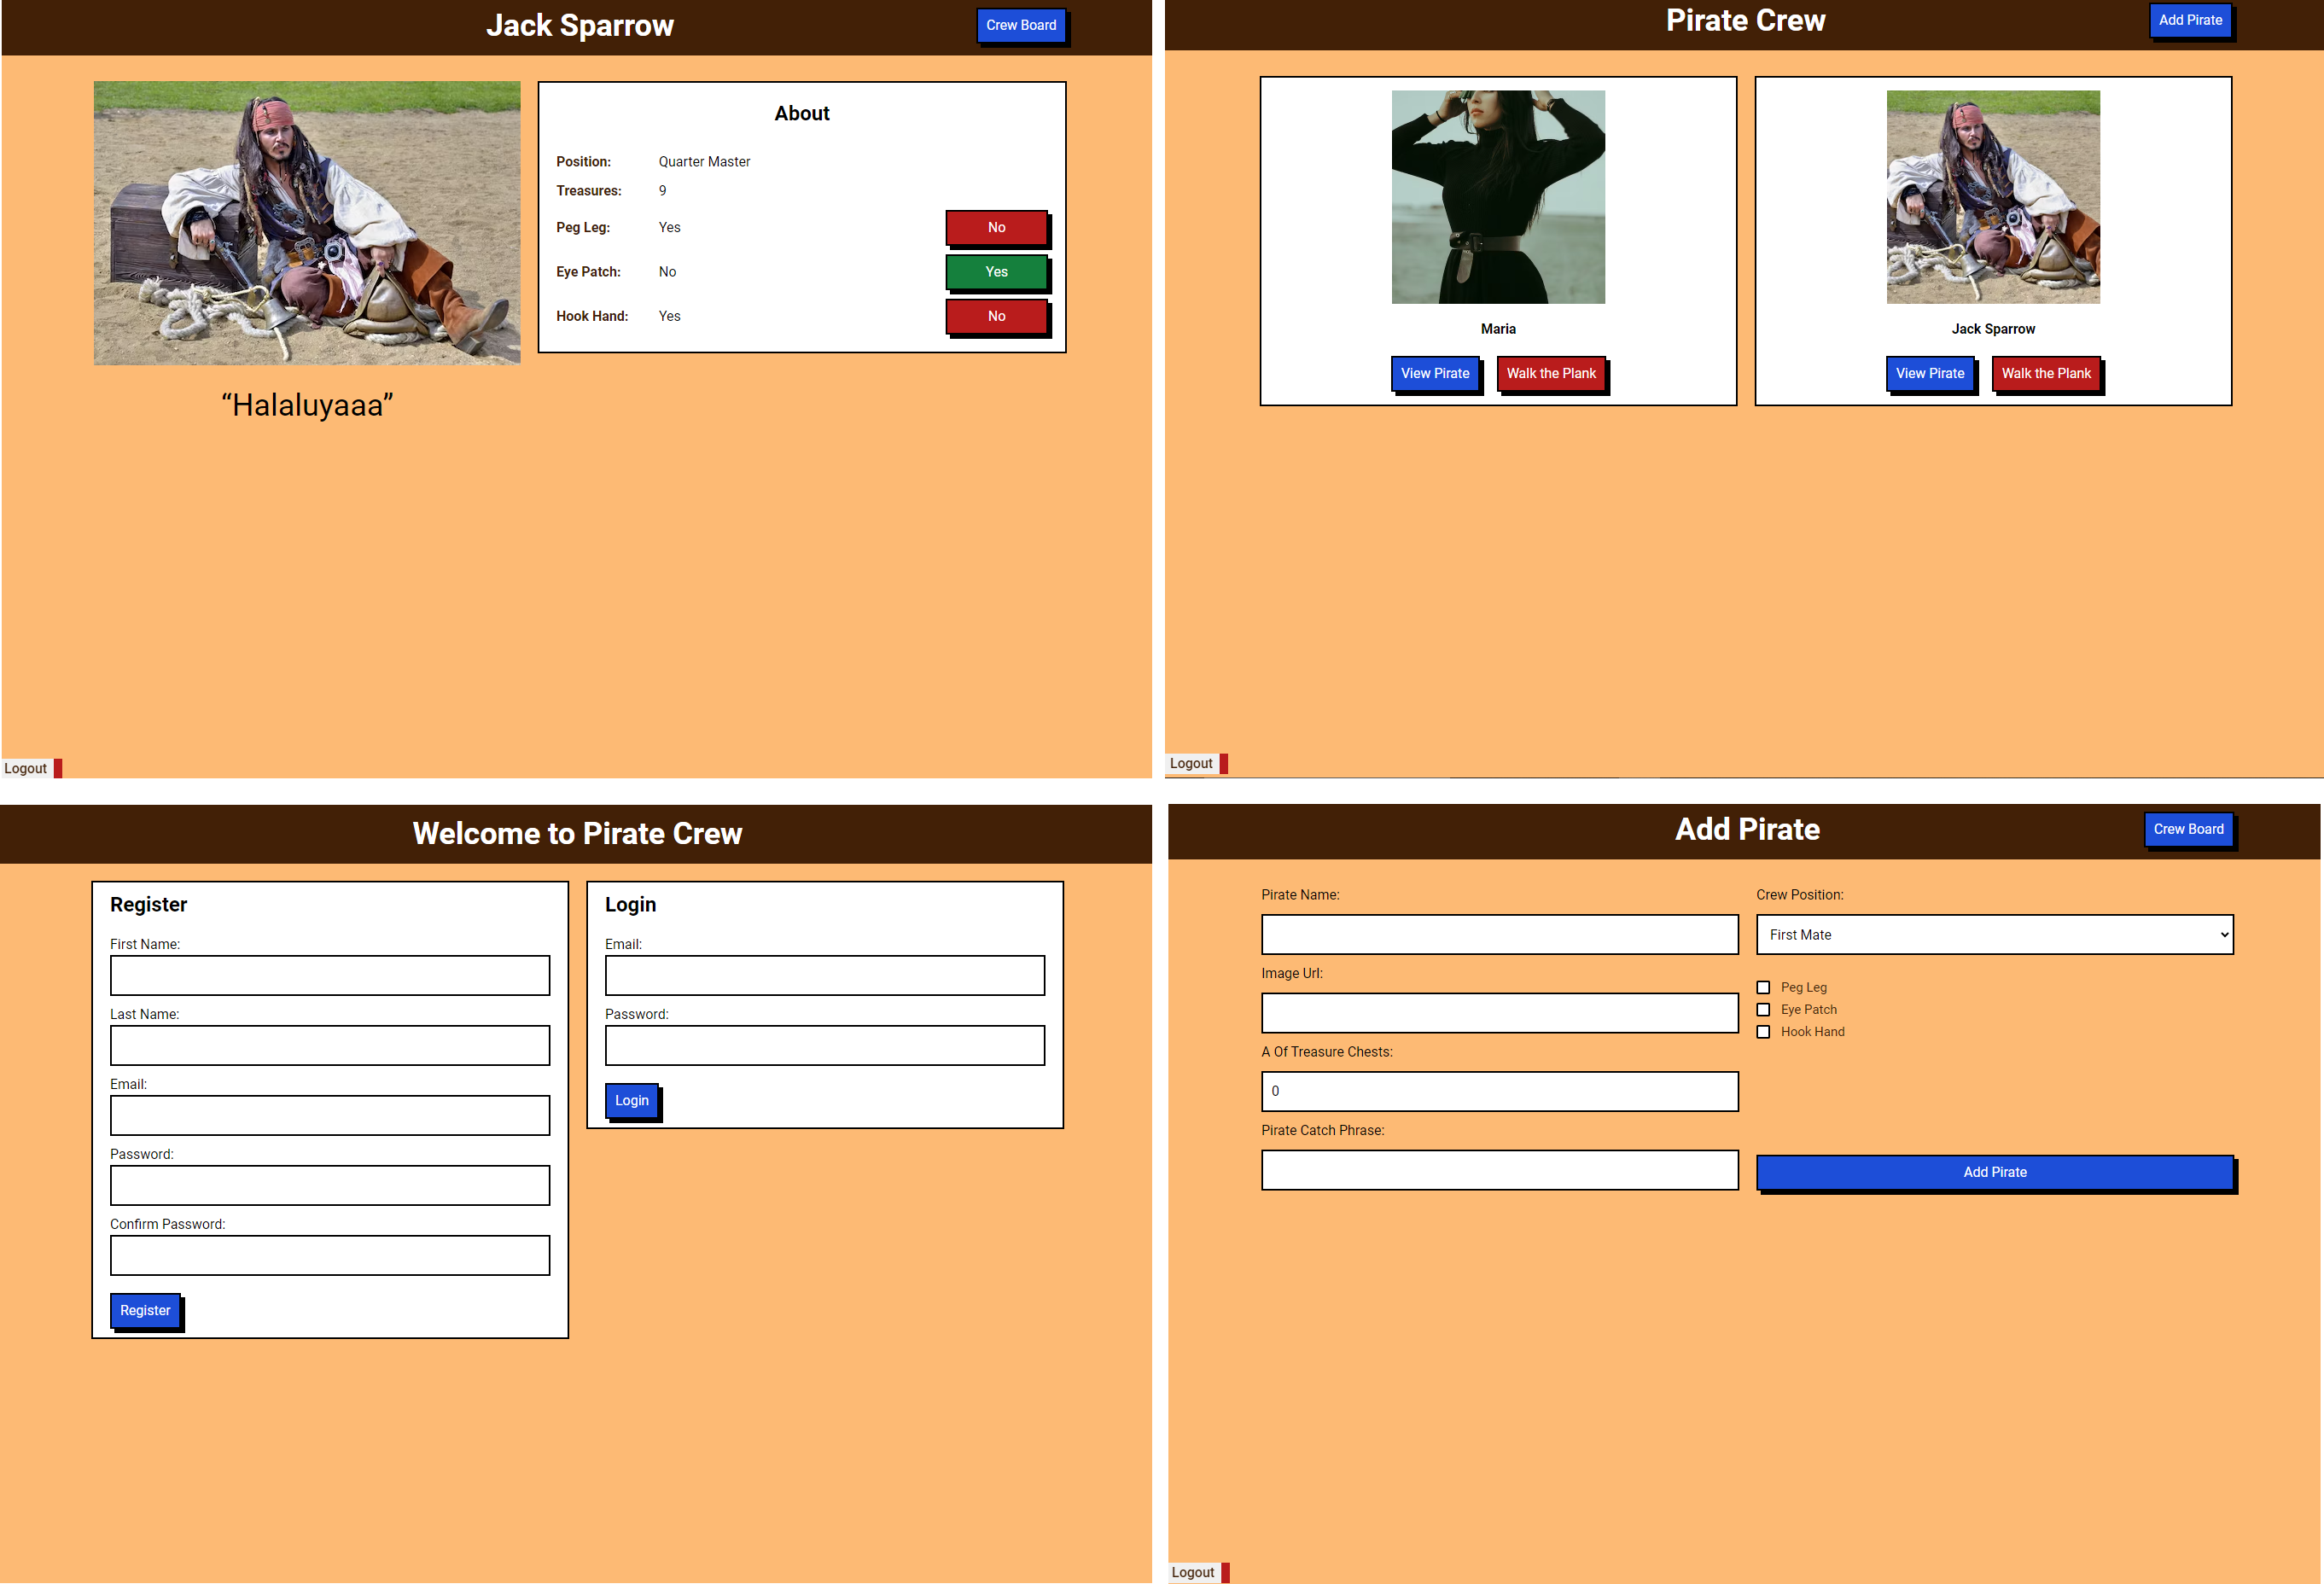 Jack Sparrow
Crew Board
About
Position: Quarter Master
Treasures: 9
Peg Leg: Yes No
Eye Patch: No Yes
Hook Hand: Yes No
“Halaluyaaa”
Logout
Pirate Crew
Add Pirate
Maria
View Pirate Walk the Plank
Jack Sparrow
View Pirate Walk the Plank
Logout
Welcome to Pirate Crew
Register
First Name:
Last Name:
Email:
Password:
Confirm Password:
Register
Login
Email:
Password:
Login
Add Pirate
Crew Board
Pirate Name:
Image Url:
A Of Treasure Chests:
0
Pirate Catch Phrase:
Crew Position:
First Mate
Peg Leg
Eye Patch
Hook Hand
Add Pirate
Logout